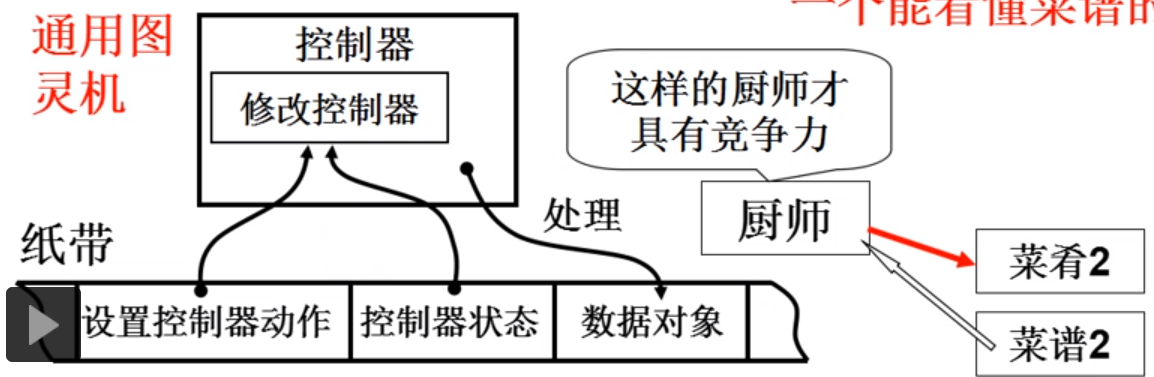 一个能看懂菜谱的
通用图
灵机
控制器
修改控制器
这样的厨师才
具有竞争力
处理
厨师
纸带
菜肴2
设置控制器动作
控制器状态
数据对象
菜谱2